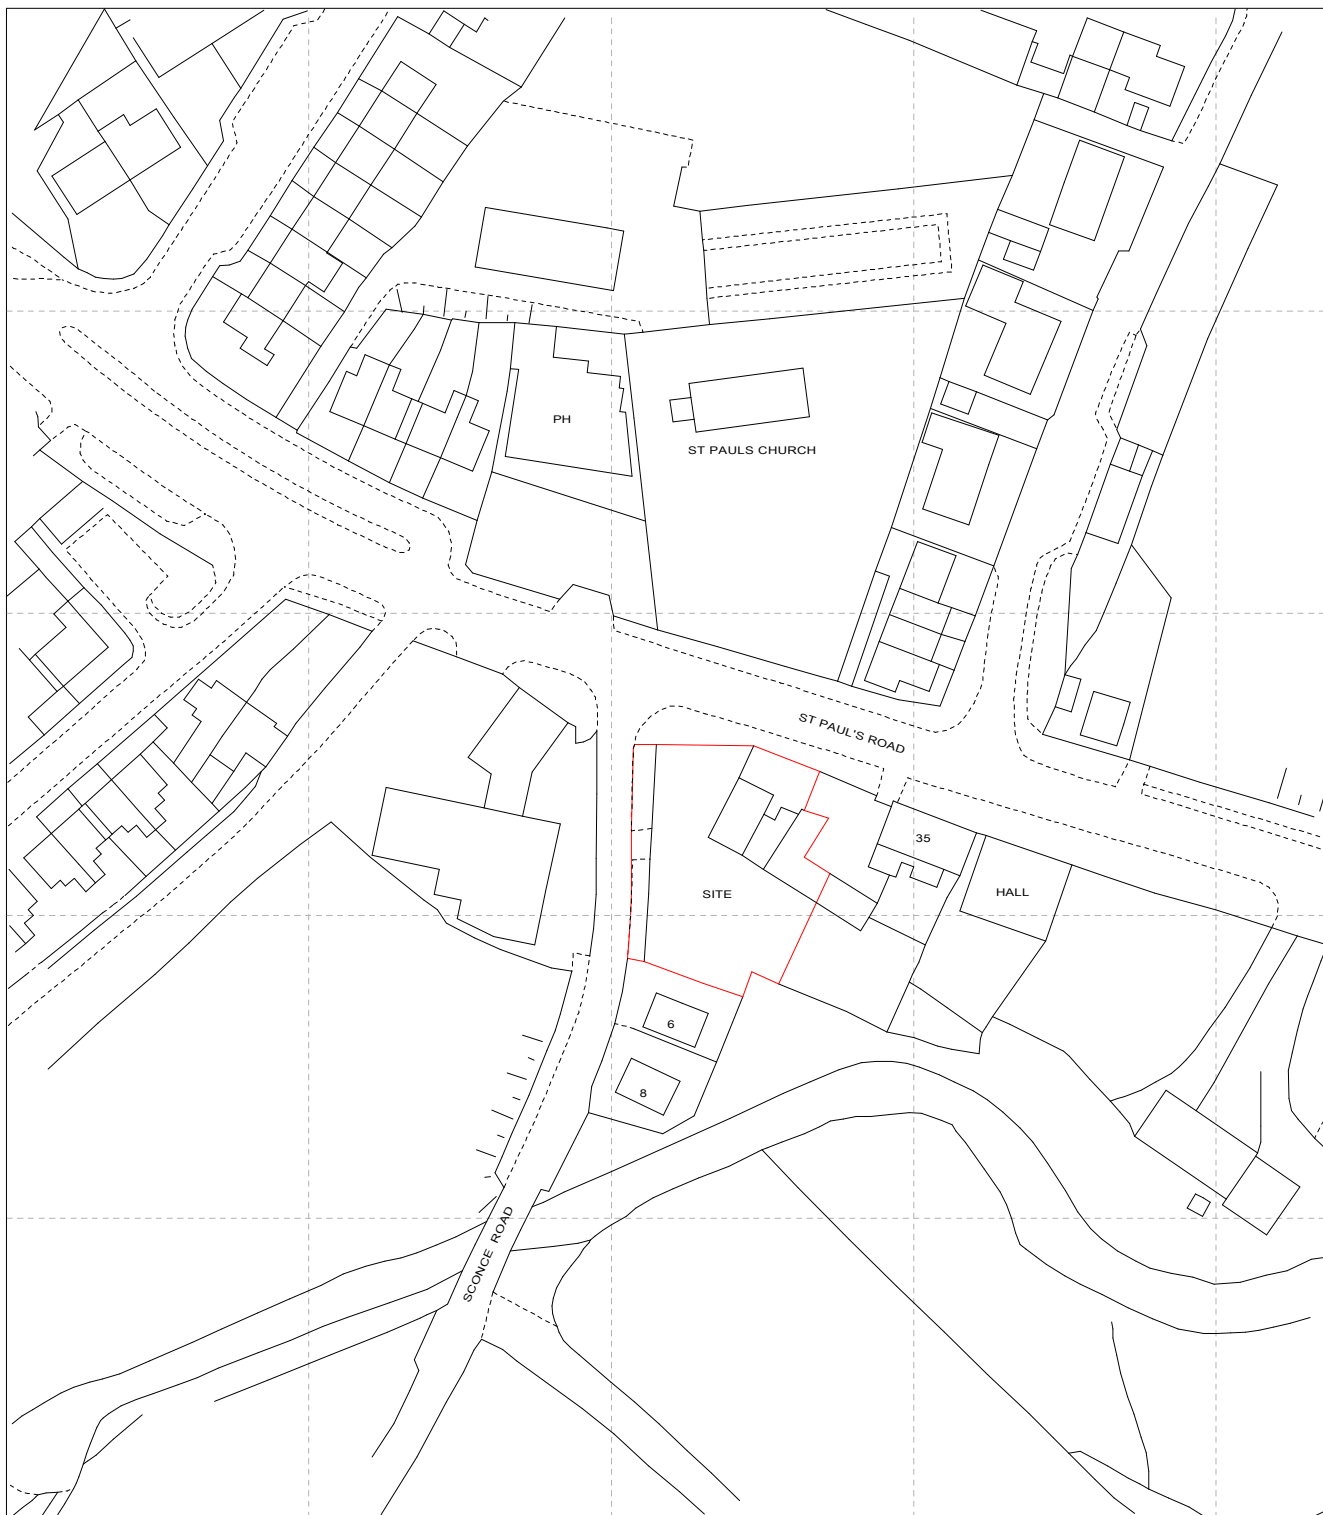 PH
ST PAULS CHURCH
ST PAUL'S ROAD
35
SITE
HALL
6
8
SCONCE ROAD